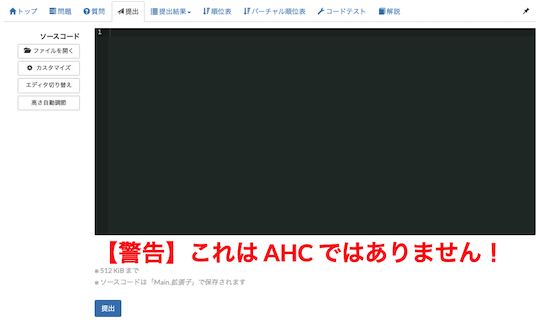 トップ 問題 質問 提出 提出結果 順位表 バーチャル順位表 コードテスト 解説
ソースコード
ファイルを開く
カスタマイズ
エディタ切り替え
高さ自動調節
1
【警告】これは AHC ではありません！
512 KiB まで
ソースコードは「Main.拡張子」で保存されます
提出